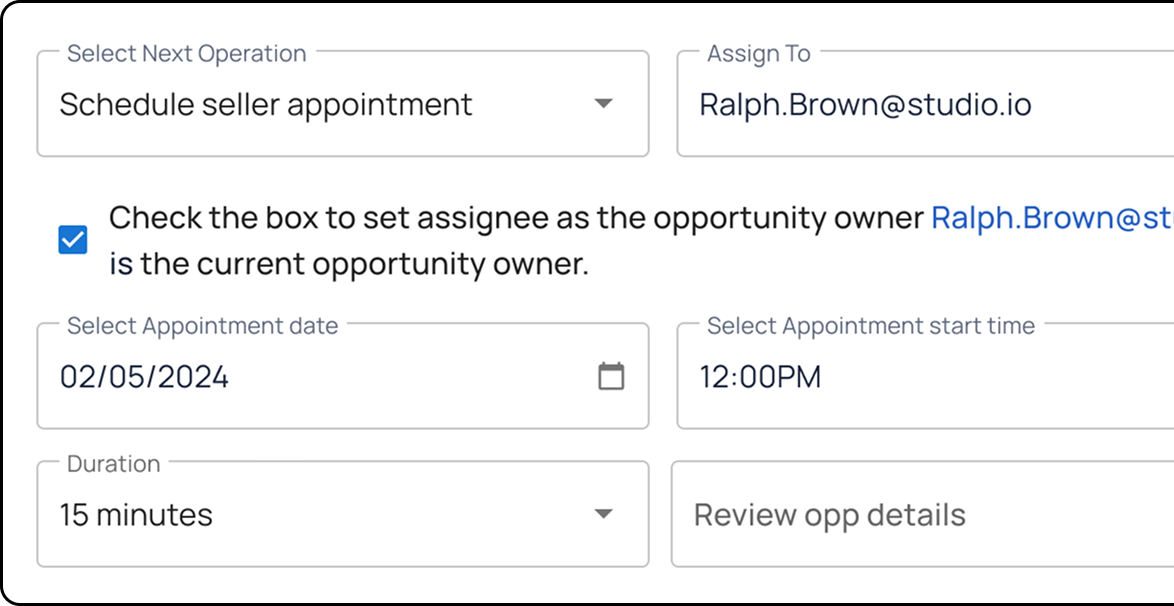 Select Next Operation
Schedule seller appointment
Assign To
Ralph.Brown@studio.io
Check the box to set assignee as the opportunity owner Ralph.Brown@st
is the current opportunity owner.
Select Appointment date
02/05/2024
Select Appointment start time
12:00PM
Duration
15 minutes
Review opp details